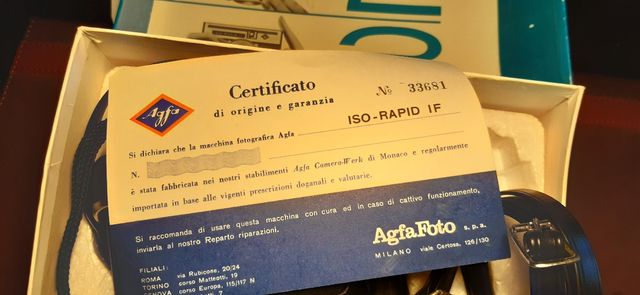 Agfa
Certificato
di origine e garanzia
No 33681
Si dichiara che la macchina fotografica Agfa ISO-RAPID IF
N.
è stata fabbricata nei nostri stabilimenti Agfa Camera-Werk di Monaco e regolarmente
importata in base alle vigenti prescrizioni doganali e valutarie.
Si raccomanda di usare questa macchina con cura ed in caso di cattivo funzionamento,
inviarla al nostro Reparto riparazioni.
AgfaFoto s.p.a.
MILANO viale Certosa, 126/130
FILIALI:
ROMA via Rubicone, 20/24
TORINO corso Matteotti, 19
GENOVA corso Europa, 115/117 N